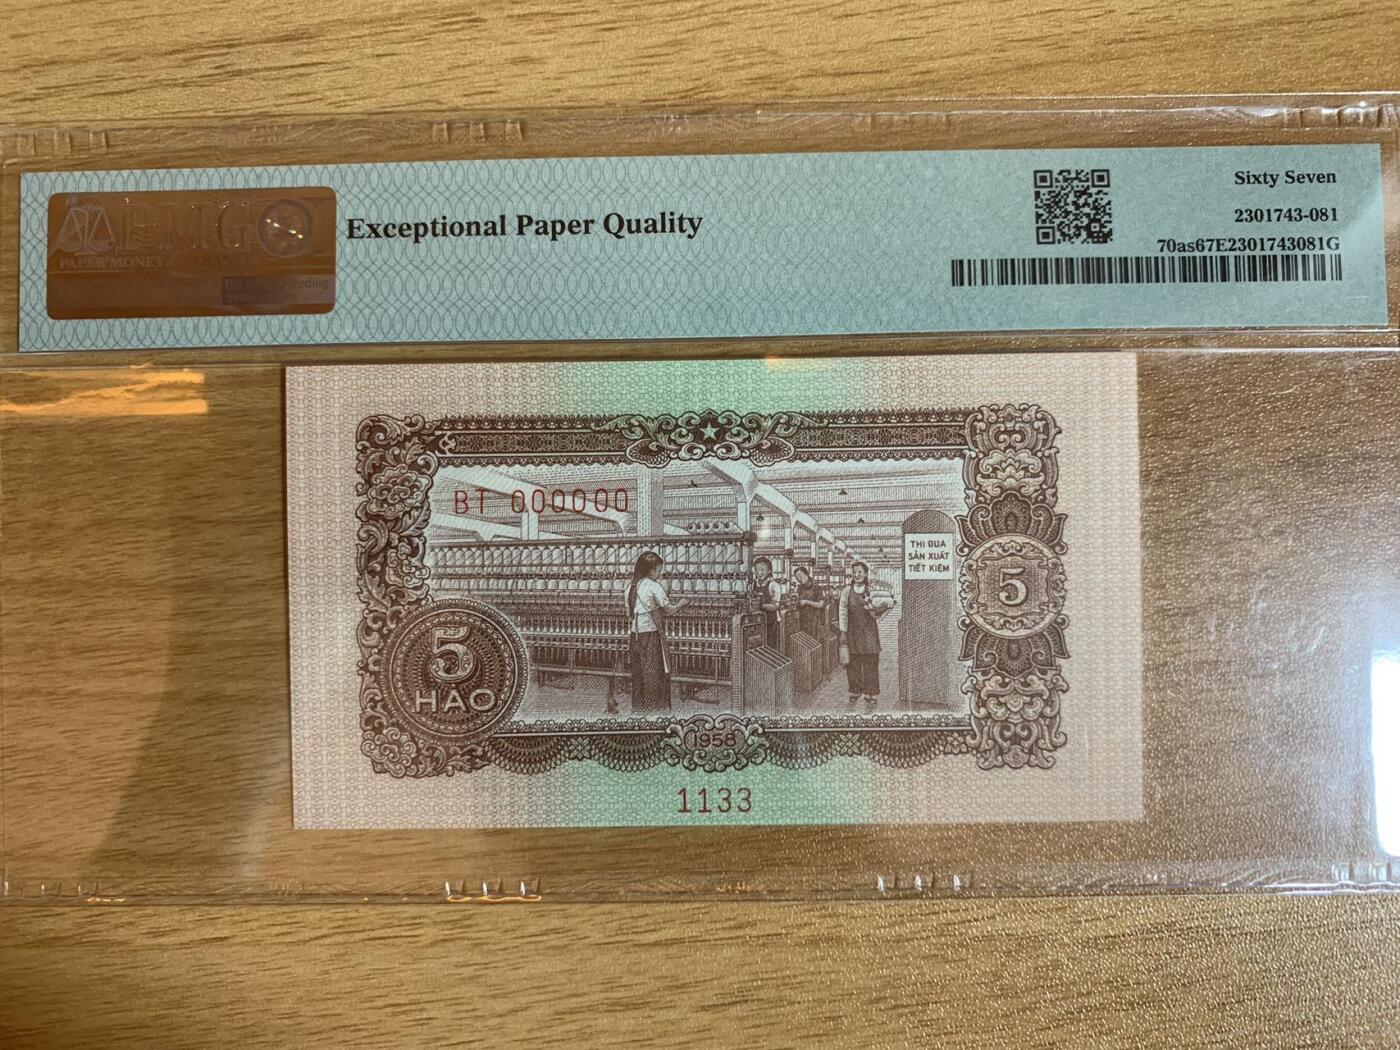 PMG
PAPER MONEY
Exceptional Paper Quality
Sixty Seven
2301743-081
70as67E2301743081G
BT 000000
THI ĐUA
SẢN XUẤT
TIẾT KIỆM
5
5
HÀO
1958
1133